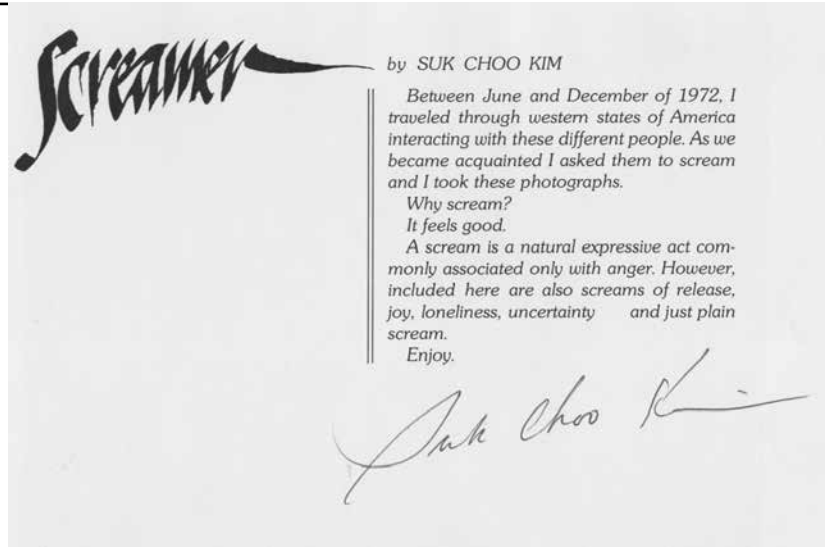 Screamer
by SUK CHOO KIM
Between June and December of 1972, I
traveled through western states of America
interacting with these different people. As we
became acquainted I asked them to scream
and I took these photographs.
Why scream?
It feels good.
A scream is a natural expressive act com-
monly associated only with anger. However,
included here are also screams of release,
joy, loneliness, uncertainty and just plain
scream.
Enjoy.
Suk Choo Kim